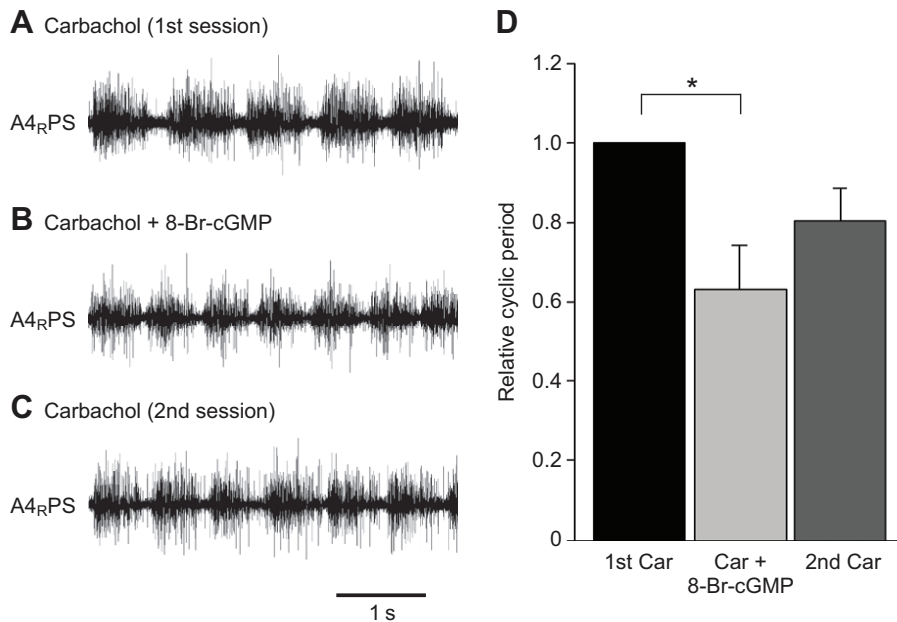 A Carbachol (1st session)
A4RPS
B Carbachol + 8-Br-cGMP
A4RPS
C Carbachol (2nd session)
A4RPS
1 s
D
1.2
1.0
0.8
0.6
0.4
0.2
0
Relative cyclic period
*
1st Car
Car +
8-Br-cGMP
2nd Car